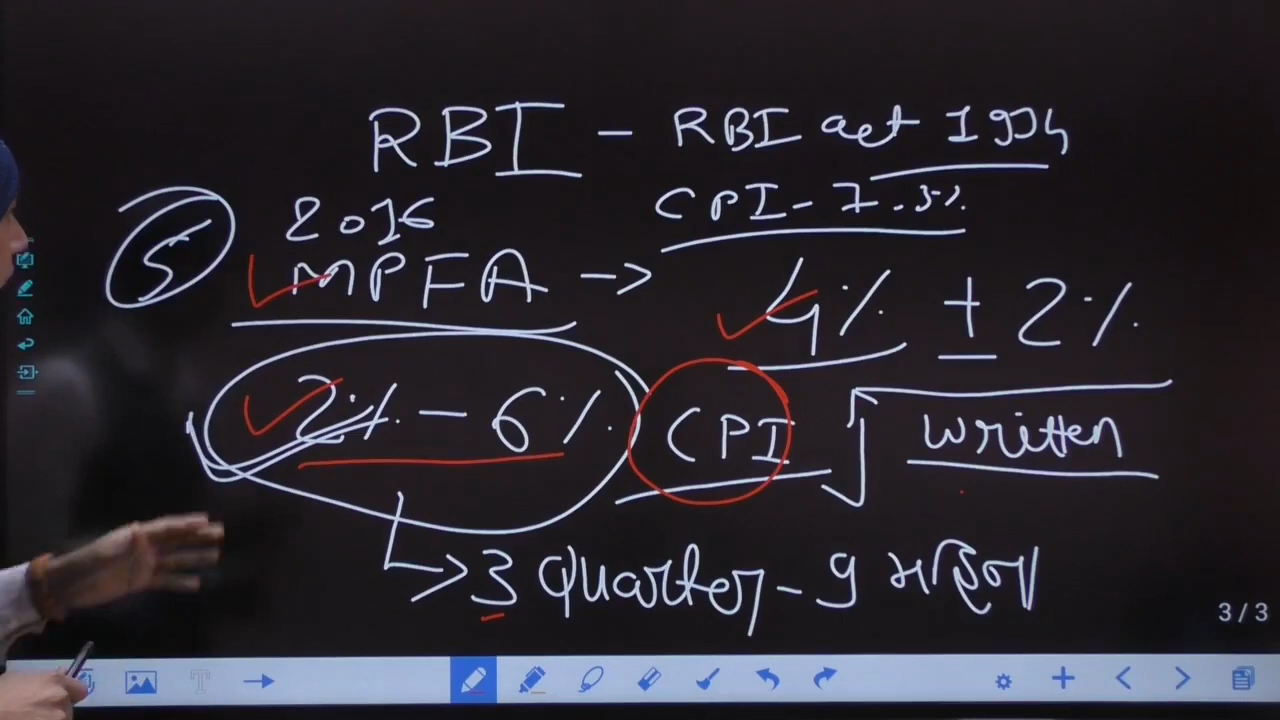 RBI - RBI act 1934
CPI - 7.5%
5
2016
MPFA → 4% ± 2%
2% - 6% CPI written
3 Quarter - 9 महिना
3 / 3